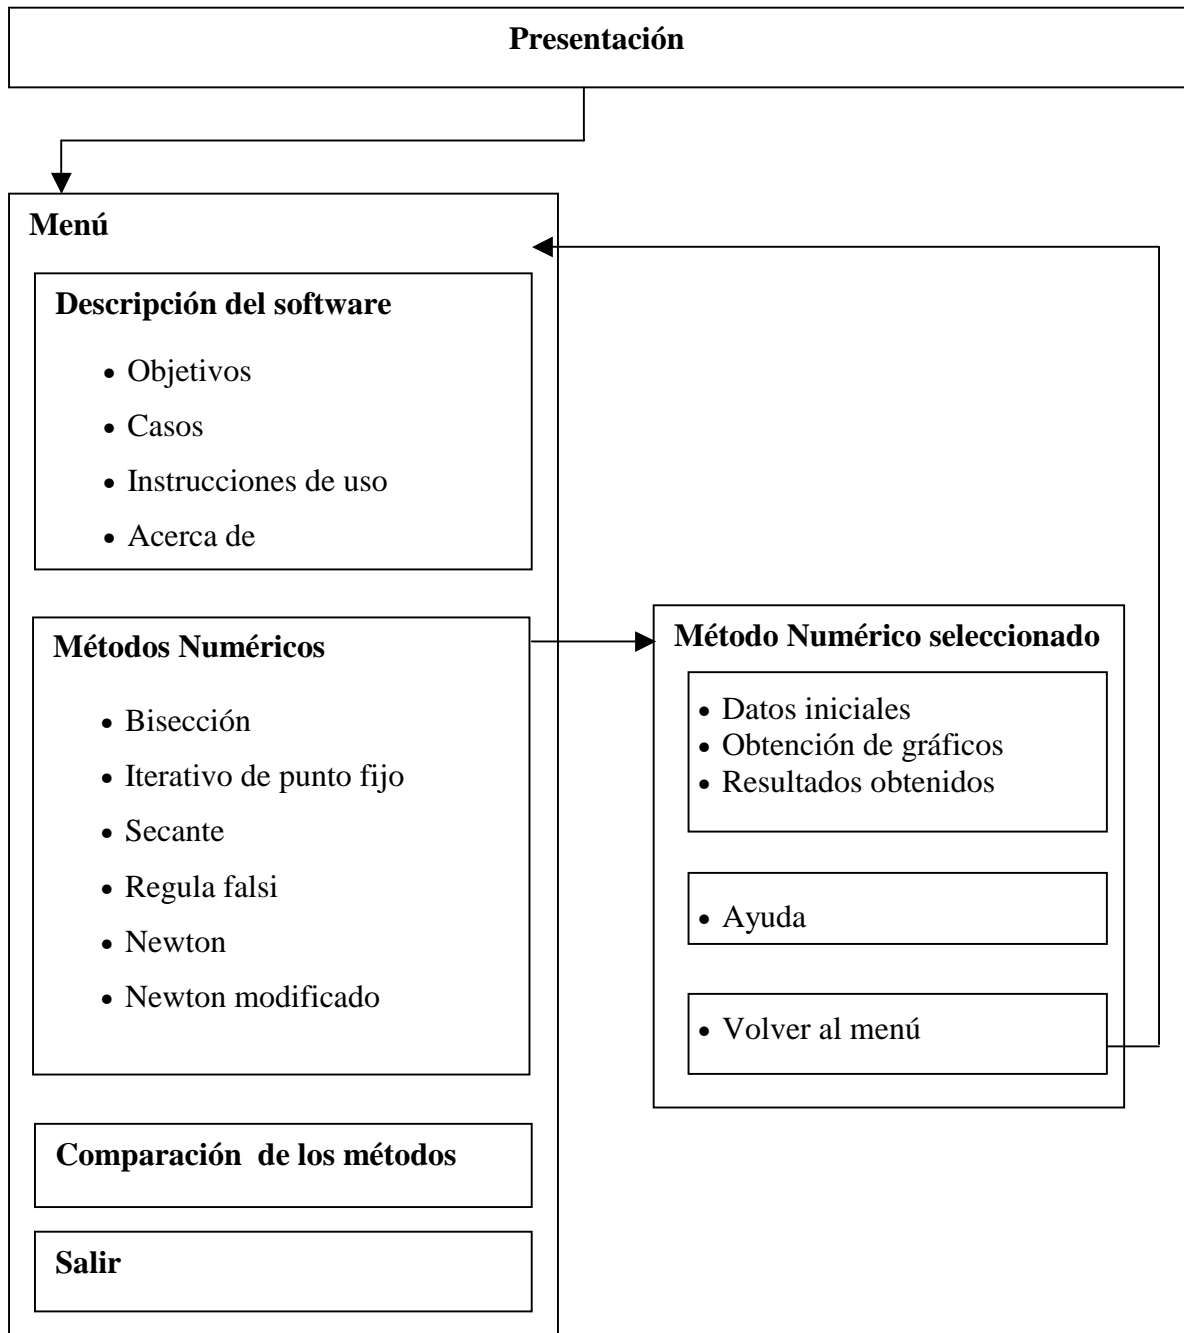 Presentación
Menú
Descripción del software
• Objetivos
• Casos
• Instrucciones de uso
• Acerca de
Métodos Numéricos
• Bisección
• Iterativo de punto fijo
• Secante
• Regula falsi
• Newton
• Newton modificado
Comparación de los métodos
Salir
Método Numérico seleccionado
• Datos iniciales
• Obtención de gráficos
• Resultados obtenidos
• Ayuda
• Volver al menú